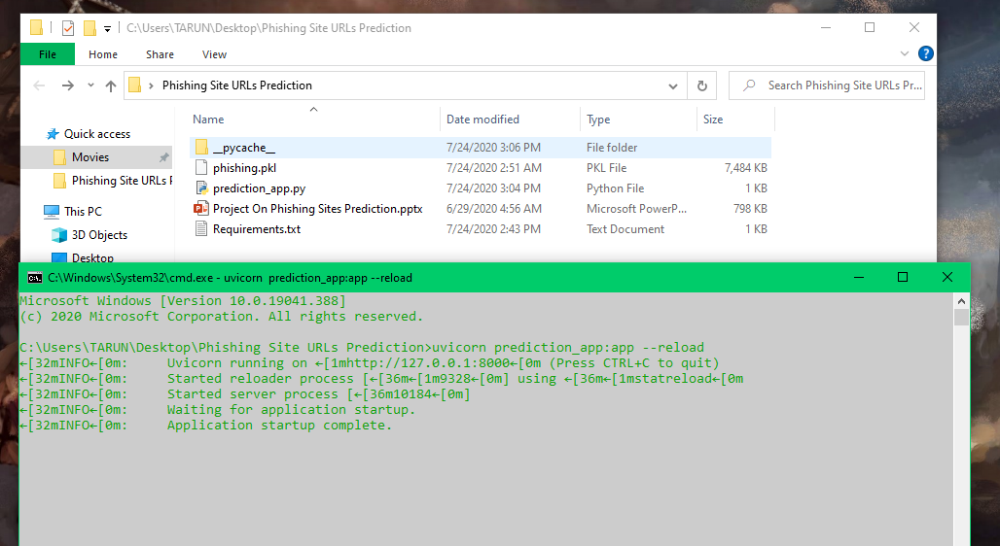 C:\Users\TARUN\Desktop\Phishing Site URLs Prediction
File Home Share View
Phishing Site URLs Prediction
Search Phishing Site URLs Pr...
Name Date modified Type Size
Quick access
Movies
Phishing Site URLs F
This PC
3D Objects
Desktop
__pycache__ 7/24/2020 3:06 PM File folder
phishing.pkl 7/24/2020 2:51 AM PKL File 7,484 KB
prediction_app.py 7/24/2020 3:04 PM Python File 1 KB
Project On Phishing Sites Prediction.pptx 6/29/2020 4:56 AM Microsoft PowerP... 798 KB
Requirements.txt 7/24/2020 2:43 PM Text Document 1 KB
C:\Windows\System32\cmd.exe - uvicorn  prediction_app:app --reload
Microsoft Windows [Version 10.0.19041.388]
(c) 2020 Microsoft Corporation. All rights reserved.
C:\Users\TARUN\Desktop\Phishing Site URLs Prediction>uvicorn prediction_app:app --reload
←[32mINFO←[0m:     Uvicorn running on ←[1mhttp://127.0.0.1:8000←[0m (Press CTRL+C to quit)
←[32mINFO←[0m:     Started reloader process [←[36m←[1m9328←[0m] using ←[36m←[1mstatreload←[0m
←[32mINFO←[0m:     Started server process [←[36m10184←[0m]
←[32mINFO←[0m:     Waiting for application startup.
←[32mINFO←[0m:     Application startup complete.